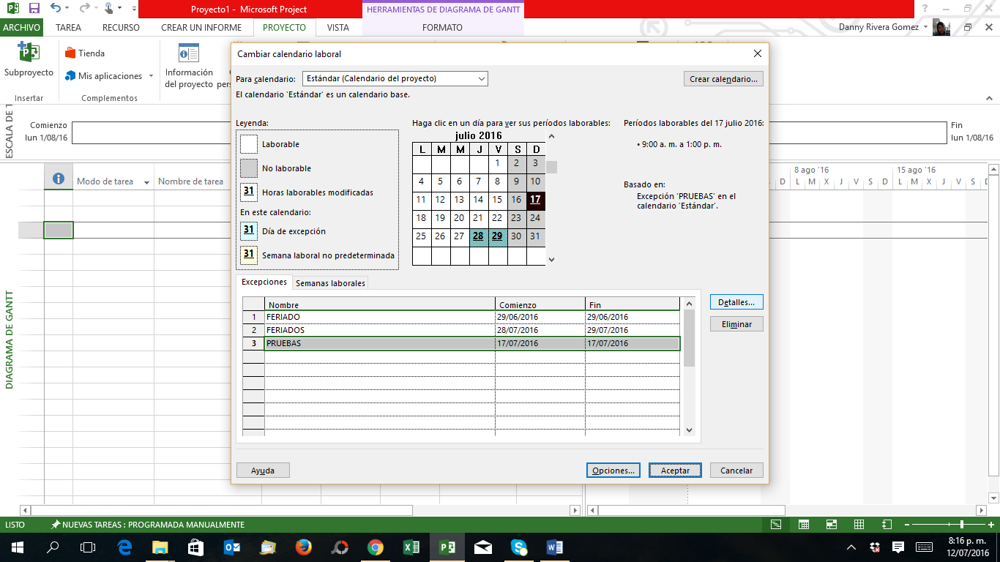 Proyecto1 - Microsoft Project
HERRAMIENTAS DE DIAGRAMA DE GANTT
ARCHIVO TAREA RECURSO CREAR UN INFORME PROYECTO VISTA FORMATO
Danny Rivera Gomez
Subproyecto
Tienda
Mis aplicaciones
Información
del proyecto
Insertar
Complementos
ESCALA DE T
Comienzo
lun 1/08/16
Fin
lun 1/08/16
Modo de tarea
Nombre de tarea
8 ago '16
15 ago '16
D L M X J V S D L M X J V S D
DIAGRAMA DE GANTT
Cambiar calendario laboral
Para calendario:
Estándar (Calendario del proyecto)
Crear calendario...
El calendario 'Estándar' es un calendario base.
Leyenda:
Laborable
No laborable
31 Horas laborables modificadas
En este calendario:
31 Día de excepción
31 Semana laboral no predeterminada
Haga clic en un día para ver sus períodos laborables:
julio 2016
L M M J V S D
1 2 3
4 5 6 7 8 9 10
11 12 13 14 15 16 17
18 19 20 21 22 23 24
25 26 27 28 29 30 31
Períodos laborables del 17 julio 2016:
• 9:00 a. m. a 1:00 p. m.
Basado en:
Excepción 'PRUEBAS' en el
calendario 'Estándar'.
Excepciones Semanas laborales
Nombre Comienzo Fin
1 FERIADO 29/06/2016 29/06/2016
2 FERIADOS 28/07/2016 29/07/2016
3 PRUEBAS 17/07/2016 17/07/2016
Detalles...
Eliminar
Ayuda
Opciones...
Aceptar
Cancelar
LISTO
NUEVAS TAREAS : PROGRAMADA MANUALMENTE
8:16 p. m.
12/07/2016